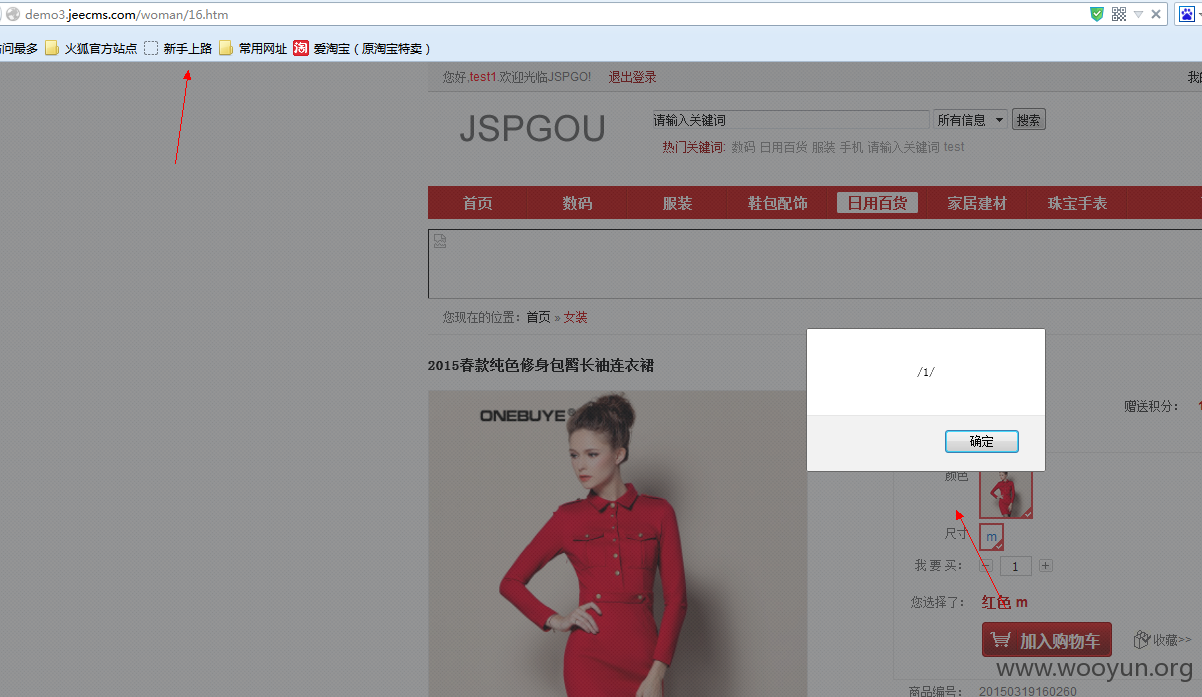 demo3.jeecms.com/woman/16.htm
问最多 火狐官方站点 新手上路 常用网址 淘 爱淘宝（原淘宝特卖）
您好,test1.欢迎光临JSPGO! 退出登录 我的
JSPGOU
请输入关键词 所有信息 搜索
热门关键词: 数码 日用百货 服装 手机 请输入关键词 test
首页 数码 服装 鞋包配饰 日用百货 家居建材 珠宝手表
您现在的位置: 首页 » 女装
2015春款纯色修身包臀长袖连衣裙
ONEBUYE®
/1/
确定
赠送积分：
颜色
尺寸 m
我 要 买： - 1 +
您选择了： 红色 m
加入购物车 收藏>>
www.wooyun.org
商品编号： 20150319160260